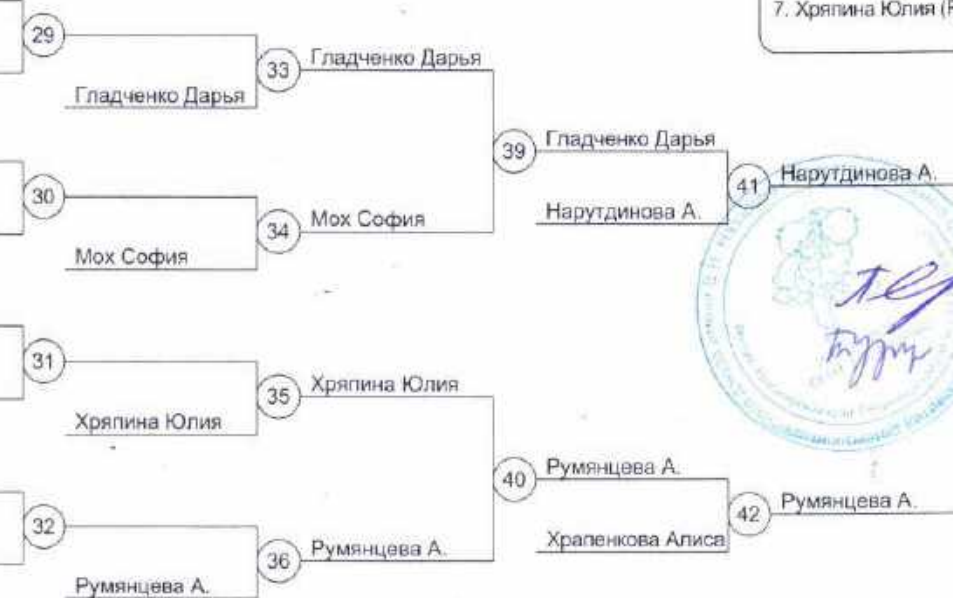 7. Хряпина Юлия (
29
33
Гладченко Дарья
Гладченко Дарья
39
Гладченко Дарья
41
Нарутдинова А.
30
34
Мох София
Нарутдинова А.
Мох София
31
35
Хряпина Юлия
Хряпина Юлия
40
Румянцева А.
42
Румянцева А.
32
36
Румянцева А.
Храпенкова Алиса
Румянцева А.